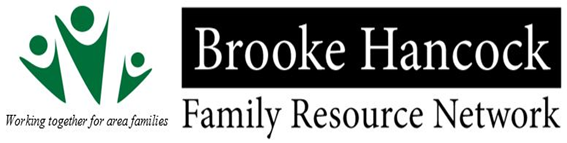 Brooke Hancock
Family Resource Network
Working together for area families